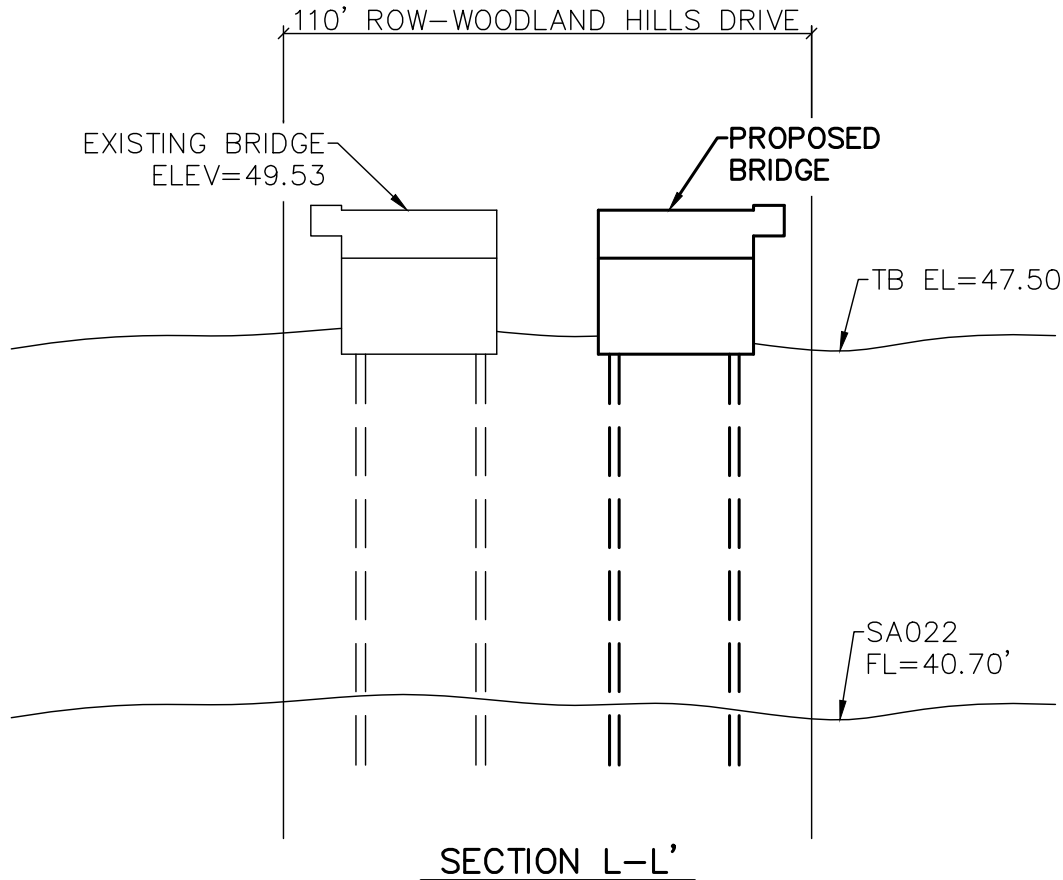 110' ROW-WOODLAND HILLS DRIVE
EXISTING BRIDGE
ELEV=49.53
PROPOSED
BRIDGE
TB EL=47.50
SA022
FL=40.70'
SECTION L-L'